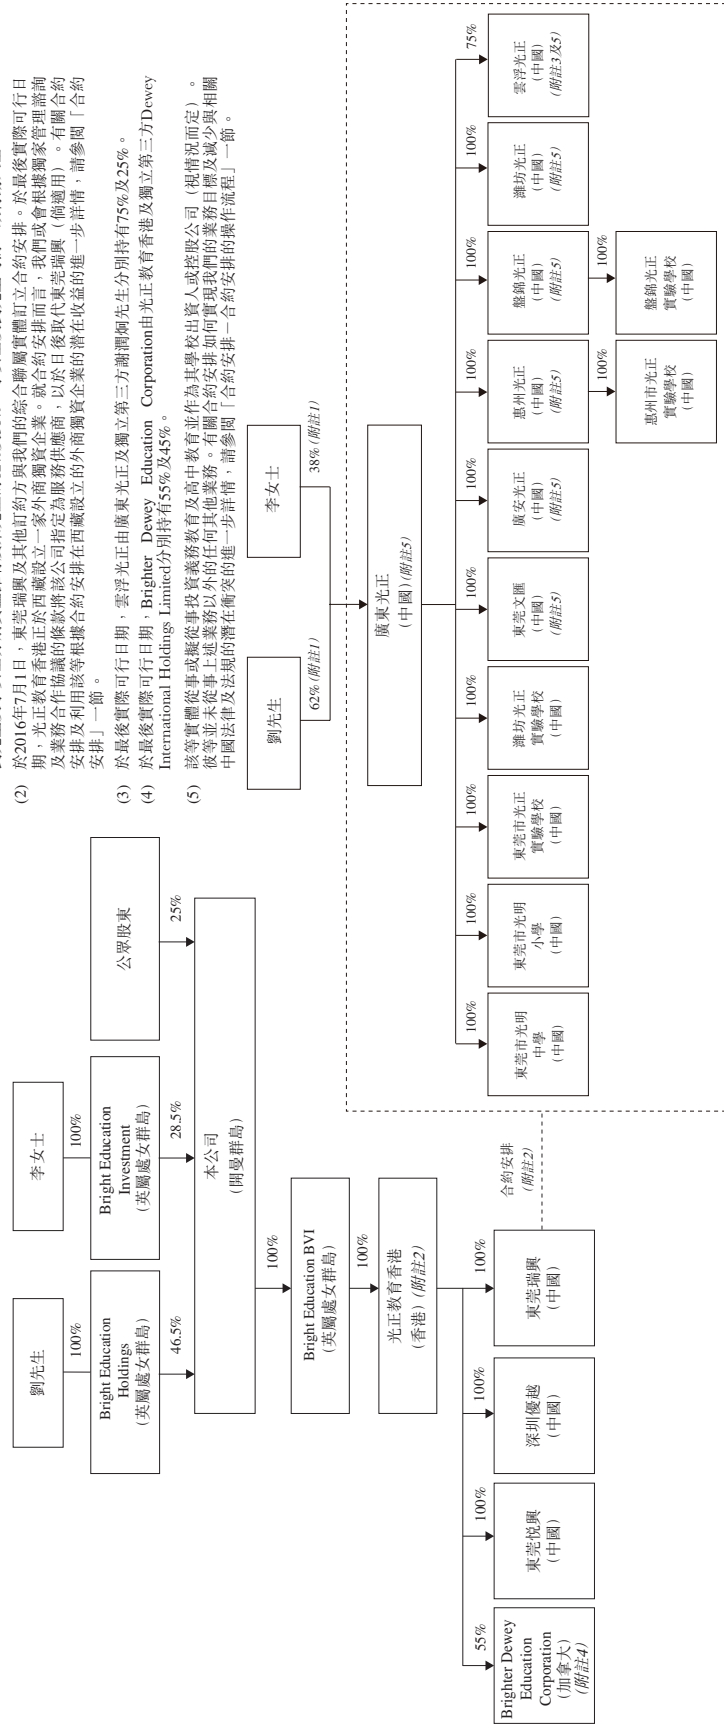 劉先生
100%
Bright Education
Holdings
(英屬處女群島)
46.5%
李女士
100%
Bright Education
Investment
(英屬處女群島)
28.5%
公眾股東
25%
本公司
(開曼群島)
100%
Bright Education BVI
(英屬處女群島)
100%
光正教育香港
(香港) (附註2)
55%
100%
100%
100%
Brighter Dewey
Education
Corporation
(加拿大)
(附註4)
東莞悅興
(中國)
深圳優越
(中國)
東莞瑞興
(中國)
合約安排
(附註2)
(2) 於2016年7月1日，東莞瑞興及其他訂約方與我們的綜合聯屬實體訂立合約安排。於最後實際可行日
期，光正教育香港正於西藏設立一家外商獨資企業。就合約安排而言，我們或會根據獨家管理諮詢
及業務合作協議的條款將該公司指定為服務供應商，以於日後取代東莞瑞興（倘適用）。有關合約
安排及利用該等根據合約安排在西藏設立的外商獨資企業的潛在收益的進一步詳情，請參閱「合約
安排」一節。
(3) 於最後實際可行日期，雲浮光正由廣東光正及獨立第三方謝潤炯先生分別持有75%及25%。
(4) 於最後實際可行日期，Brighter Dewey Education Corporation由光正教育香港及獨立第三方Dewey
International Holdings Limited分別持有55%及45%。
(5) 該等實體從事或擬從事投資義務教育及高中教育並作為其學校出資人或控股公司（視情況而定）。
彼等並未從事上述業務以外的任何其他業務。有關合約安排如何實現我們的業務目標及減少與相關
中國法律及法規的潛在衝突的進一步詳情，請參閱「合約安排－合約安排的操作流程」一節。
劉先生
62% (附註1)
李女士
38% (附註1)
廣東光正
(中國) (附註5)
100%
100%
100%
100%
100%
100%
100%
100%
100%
75%
東莞市光明
中學
(中國)
東莞市光明
小學
(中國)
東莞市光正
實驗學校
(中國)
濰坊光正
實驗學校
(中國)
東莞文匯
(中國)
(附註5)
廣安光正
(中國)
(附註5)
惠州光正
(中國)
(附註5)
盤錦光正
(中國)
(附註5)
濰坊光正
(中國)
(附註5)
雲浮光正
(中國)
(附註3及5)
100%
100%
惠州市光正
實驗學校
(中國)
盤錦光正
實驗學校
(中國)